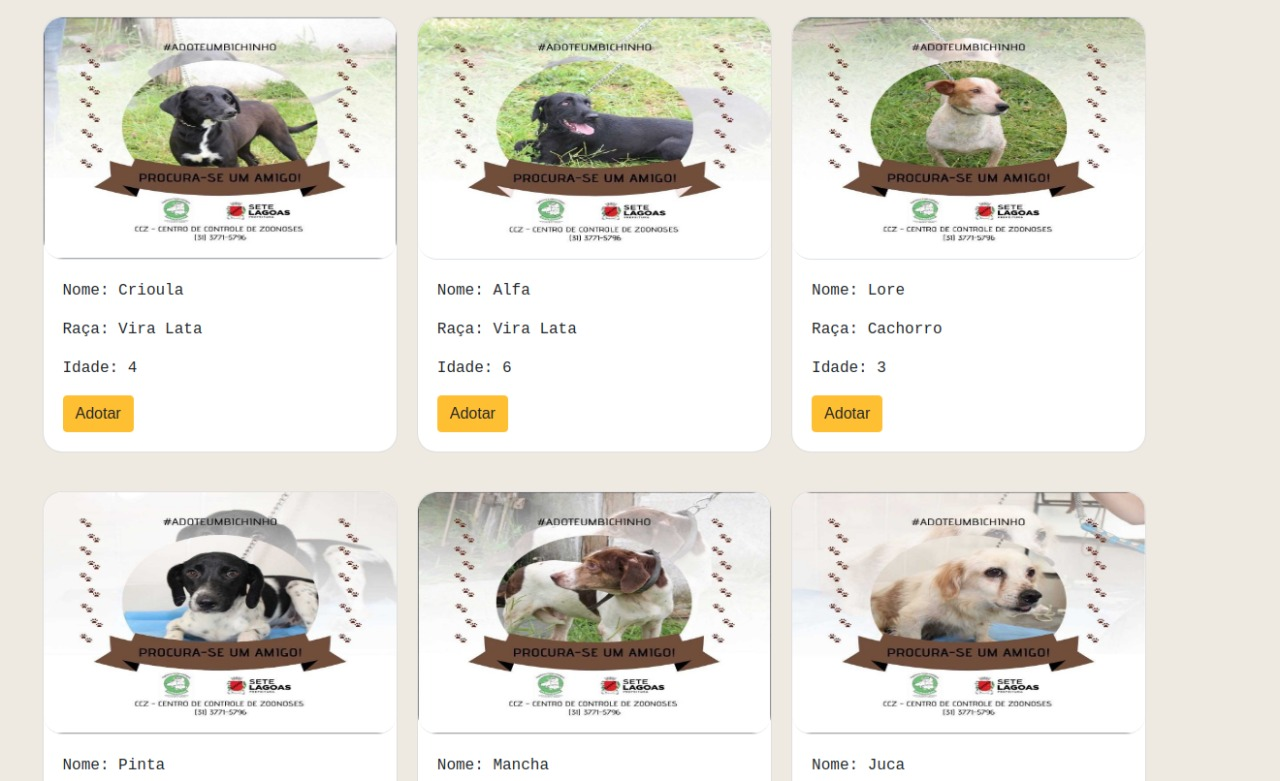 #ADOTEUMBICHINHO
PROCURA-SE UM AMIGO!
SETE
LAGOAS
PREFEITURA
CCZ - CENTRO DE CONTROLE DE ZOONOSES
(31) 3771-5796
Nome: Crioula
Raça: Vira Lata
Idade: 4
Adotar
#ADOTEUMBICHINHO
PROCURA-SE UM AMIGO!
SETE
LAGOAS
PREFEITURA
CCZ - CENTRO DE CONTROLE DE ZOONOSES
(31) 3771-5796
Nome: Alfa
Raça: Vira Lata
Idade: 6
Adotar
#ADOTEUMBICHINHO
PROCURA-SE UM AMIGO!
SETE
LAGOAS
PREFEITURA
CCZ - CENTRO DE CONTROLE DE ZOONOSES
(31) 3771-5796
Nome: Lore
Raça: Cachorro
Idade: 3
Adotar
#ADOTEUMBICHINHO
PROCURA-SE UM AMIGO!
SETE
LAGOAS
PREFEITURA
CCZ - CENTRO DE CONTROLE DE ZOONOSES
(31) 3771-5796
Nome: Pinta
#ADOTEUMBICHINHO
PROCURA-SE UM AMIGO!
SETE
LAGOAS
PREFEITURA
CCZ - CENTRO DE CONTROLE DE ZOONOSES
(31) 3771-5796
Nome: Mancha
#ADOTEUMBICHINHO
PROCURA-SE UM AMIGO!
SETE
LAGOAS
PREFEITURA
CCZ - CENTRO DE CONTROLE DE ZOONOSES
(31) 3771-5796
Nome: Juca